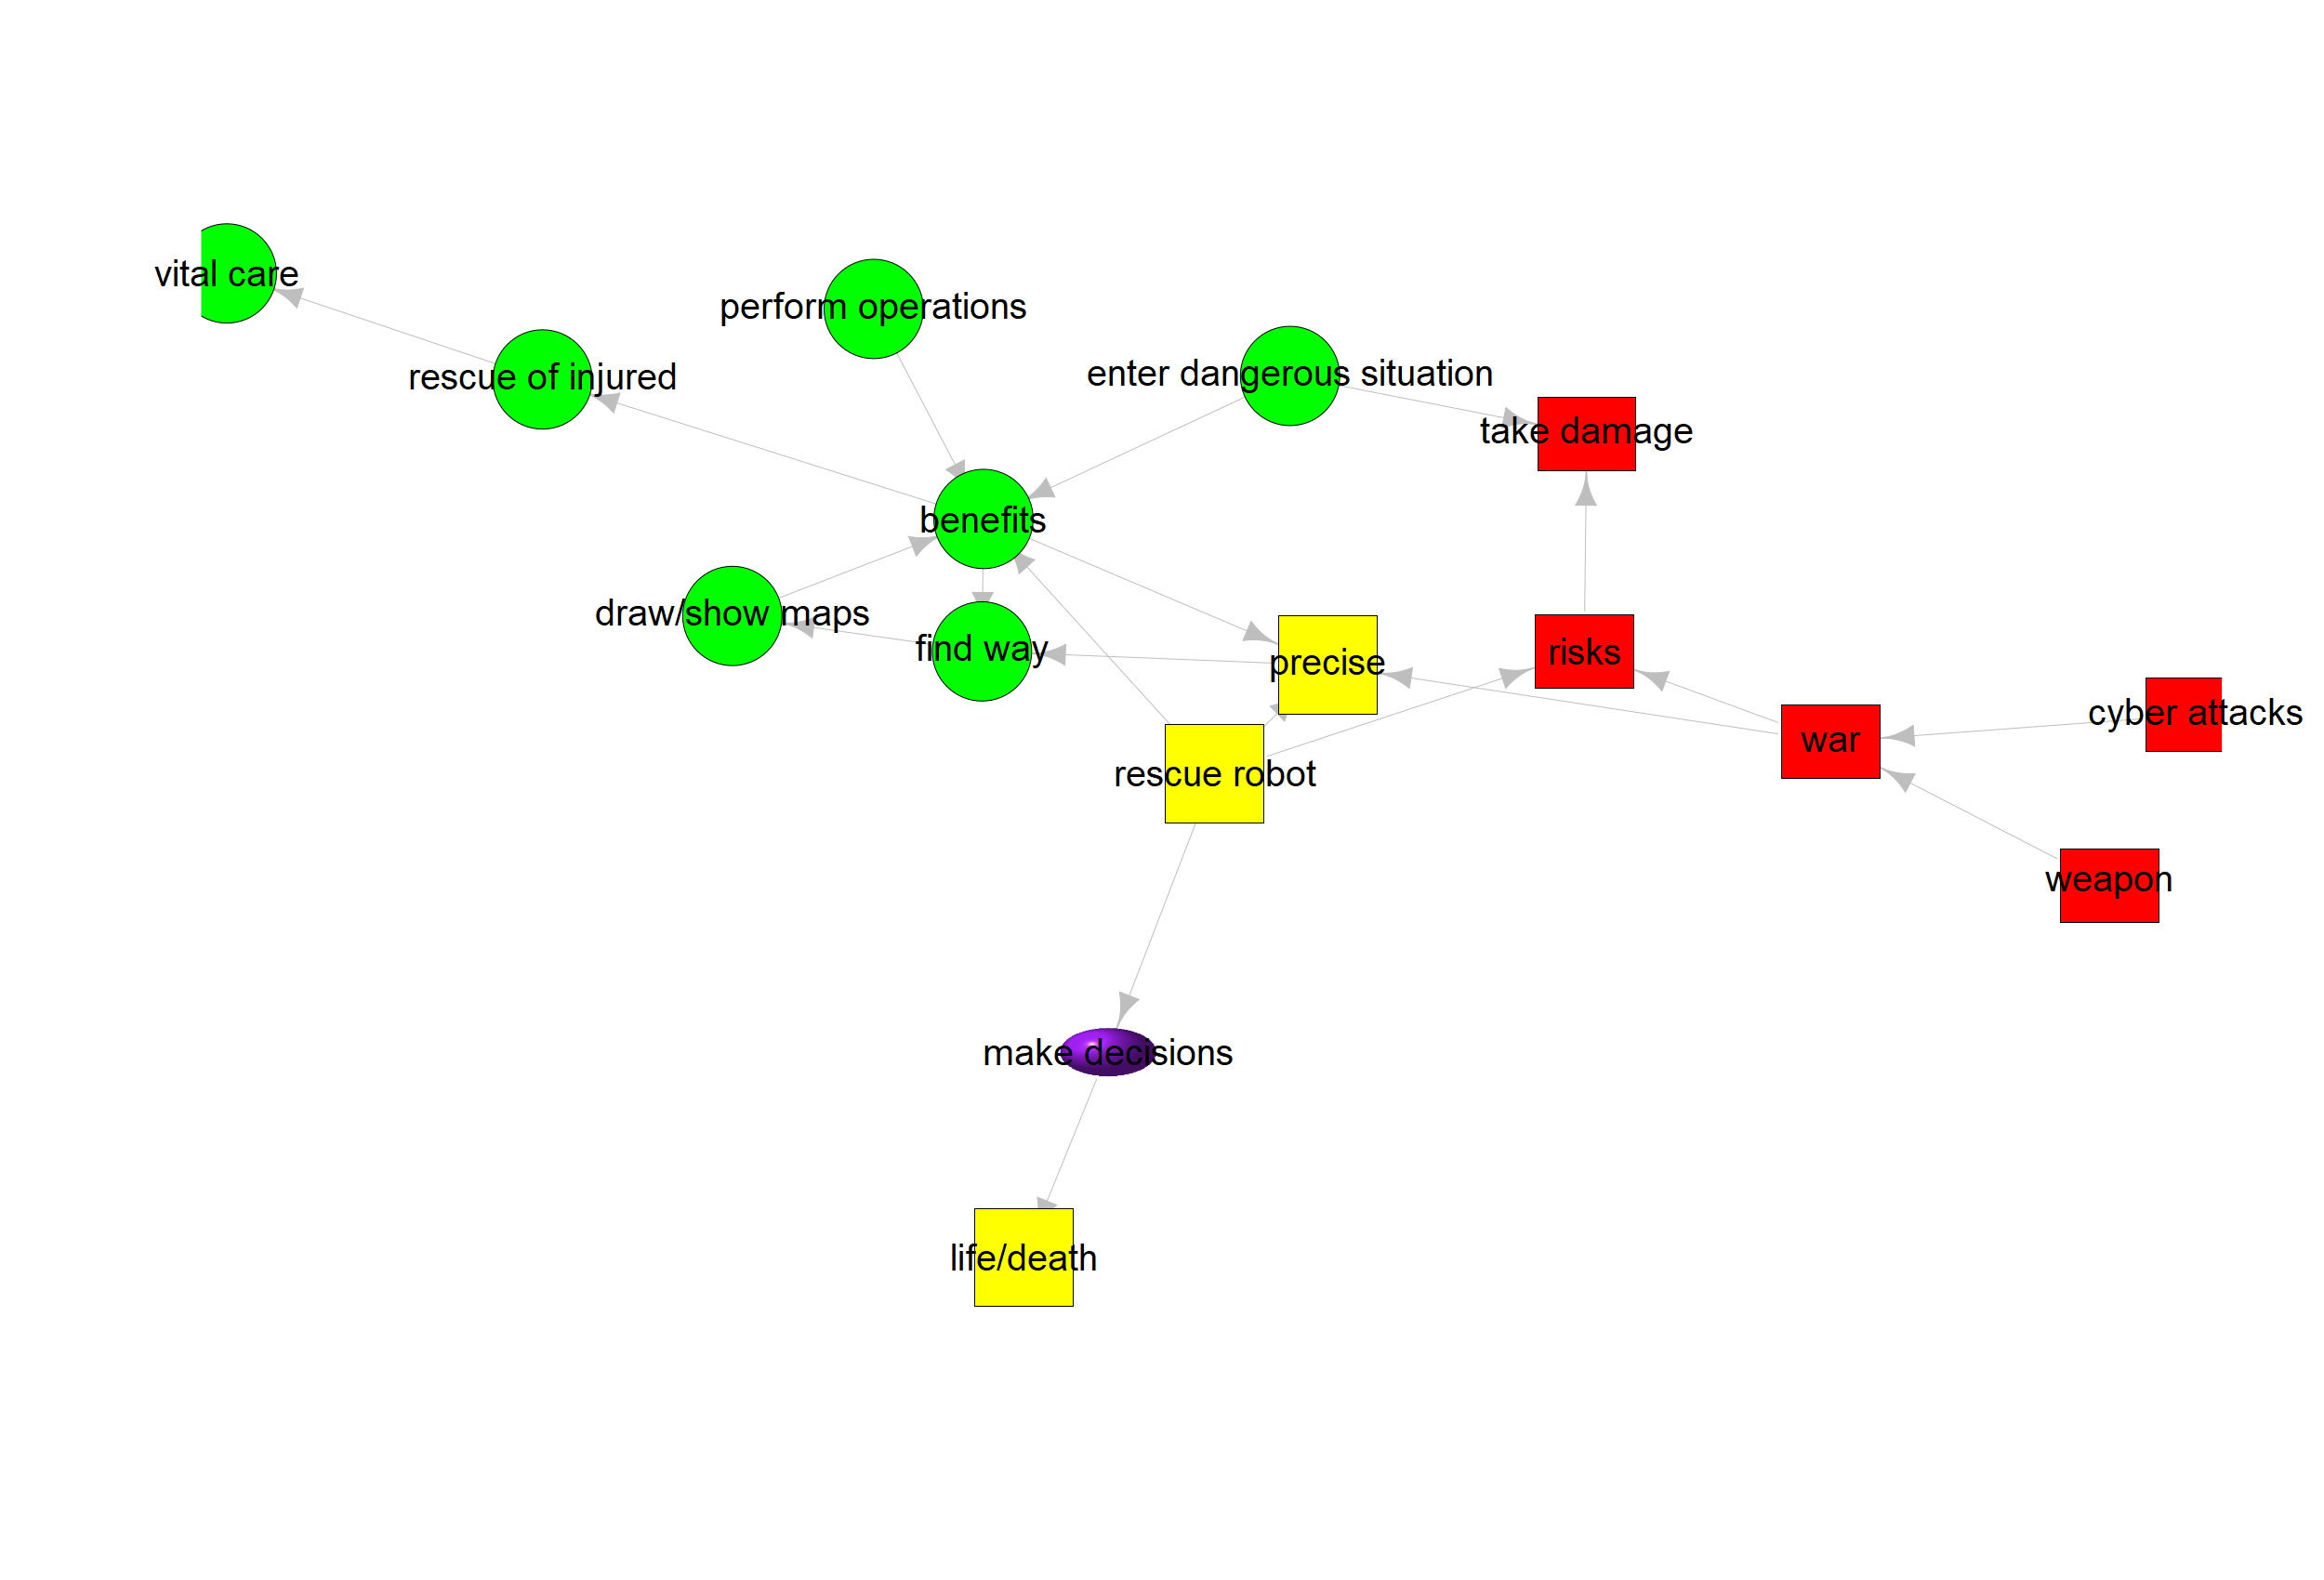 vital care
perform operations
rescue of injured
enter dangerous situation
take damage
benefits
draw/show maps
find way
precise
risks
cyber attacks
war
rescue robot
weapon
make decisions
life/death